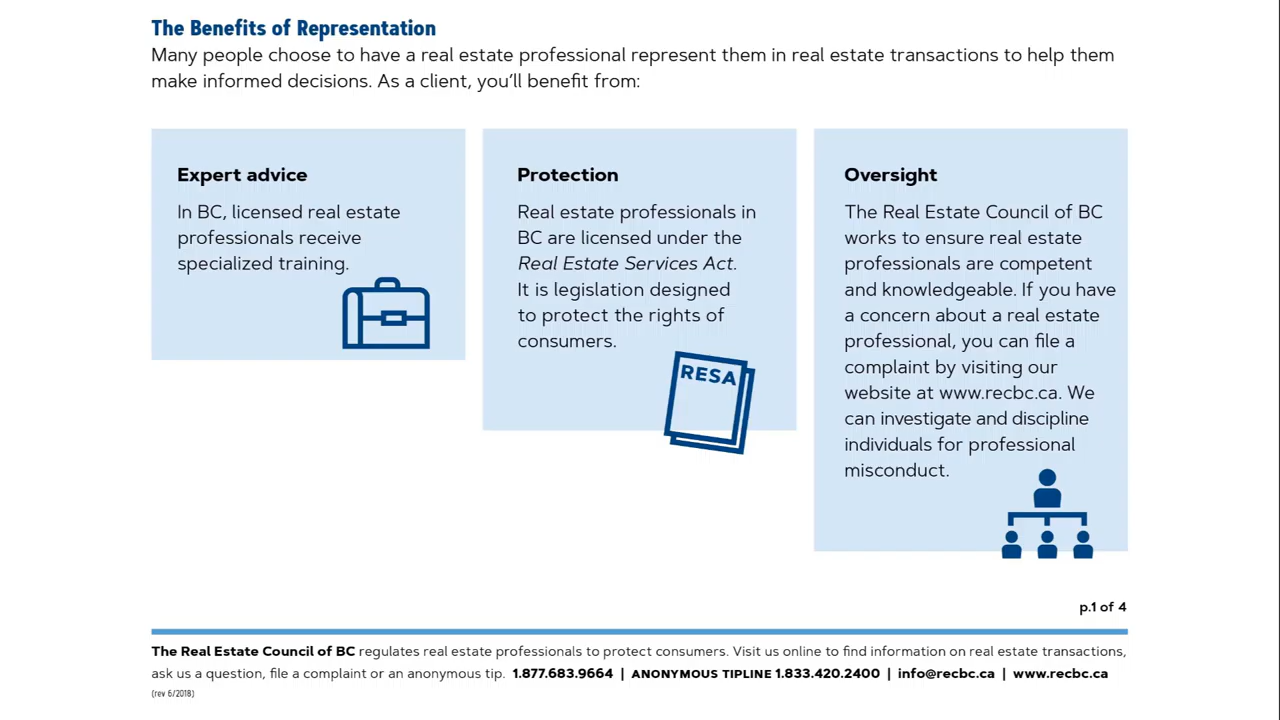 The Benefits of Representation
Many people choose to have a real estate professional represent them in real estate transactions to help them
make informed decisions. As a client, you'll benefit from:
Expert advice
In BC, licensed real estate
professionals receive
specialized training.
Protection
Real estate professionals in
BC are licensed under the
Real Estate Services Act.
It is legislation designed
to protect the rights of
consumers.
RESA
Oversight
The Real Estate Council of BC
works to ensure real estate
professionals are competent
and knowledgeable. If you have
a concern about a real estate
professional, you can file a
complaint by visiting our
website at www.recbc.ca. We
can investigate and discipline
individuals for professional
misconduct.
p.1 of 4
The Real Estate Council of BC regulates real estate professionals to protect consumers. Visit us online to find information on real estate transactions,
ask us a question, file a complaint or an anonymous tip. 1.877.683.9664 | ANONYMOUS TIPLINE 1.833.420.2400 | info@recbc.ca | www.recbc.ca
(rev 6/2018)